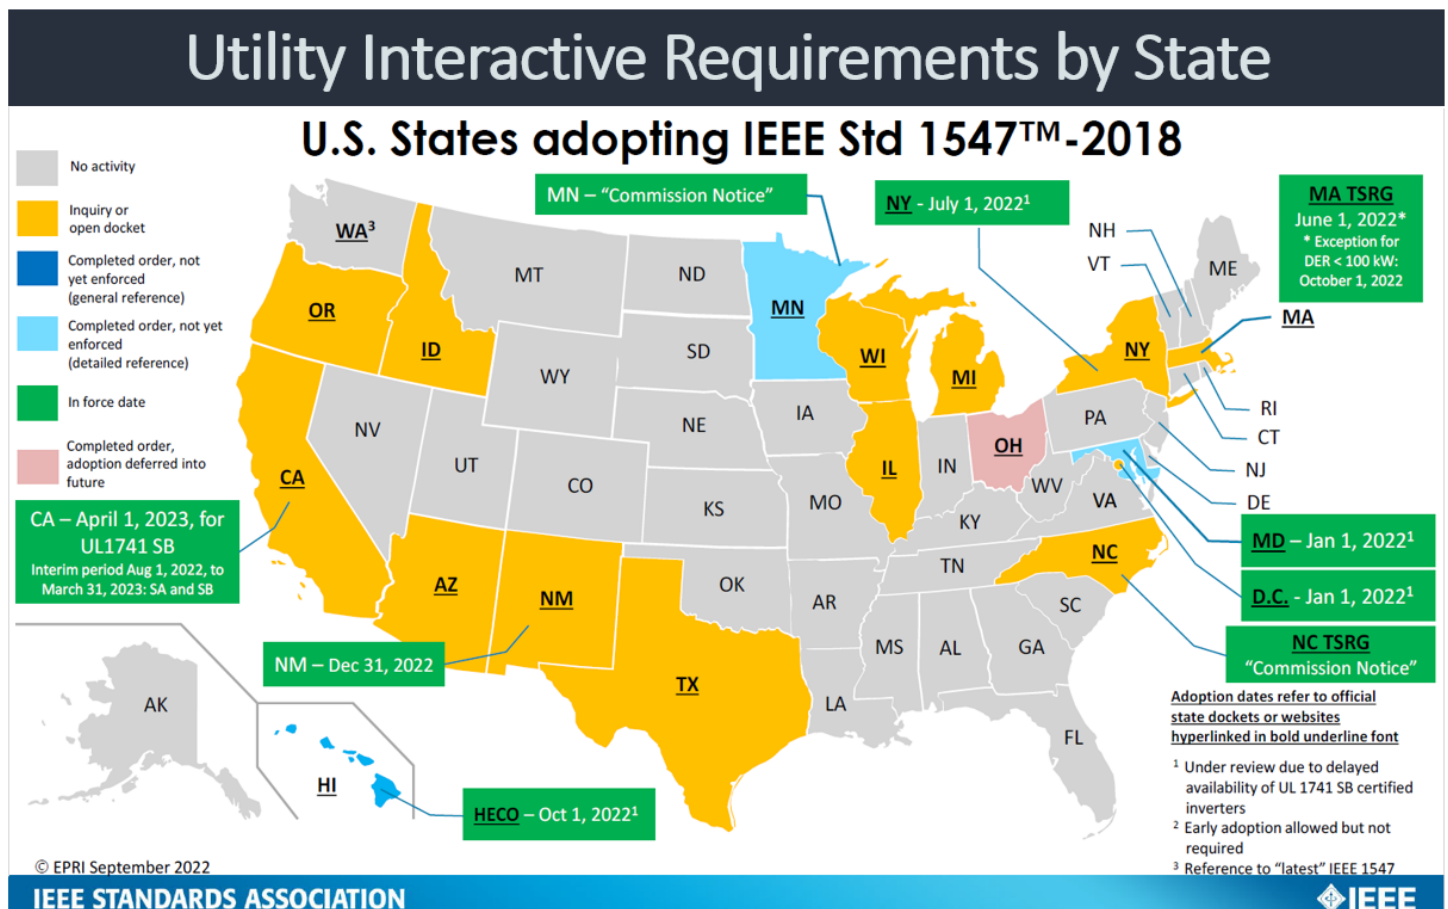 Utility Interactive Requirements by State
U.S. States adopting IEEE Std 1547™-2018
No activity
Inquiry or
open docket
Completed order, not
yet enforced
(general reference)
Completed order, not yet
enforced
(detailed reference)
In force date
Completed order,
adoption deferred into
future
MN – “Commission Notice”
NY - July 1, 2022¹
MA TSRG
June 1, 2022*
* Exception for
DER < 100 kW:
October 1, 2022
WA³
MT
ND
MN
NH
VT
ME
MA
OR
ID
SD
WY
WI
MI
NY
NV
NE
IA
PA
RI
CT
NJ
DE
CA
UT
CO
KS
MO
IL
IN
OH
WV
VA
KY
CA – April 1, 2023, for
UL1741 SB
Interim period Aug 1, 2022, to
March 31, 2023: SA and SB
MD – Jan 1, 2022¹
D.C. - Jan 1, 2022¹
NC TSRG
“Commission Notice”
AZ
NM
OK
AR
TN
NC
SC
MS
AL
GA
NM – Dec 31, 2022
TX
LA
FL
AK
HI
HECO – Oct 1, 2022¹
Adoption dates refer to official
state dockets or websites
hyperlinked in bold underline font
¹ Under review due to delayed
availability of UL 1741 SB certified
inverters
² Early adoption allowed but not
required
³ Reference to “latest” IEEE 1547
© EPRI September 2022
IEEE STANDARDS ASSOCIATION
IEEE